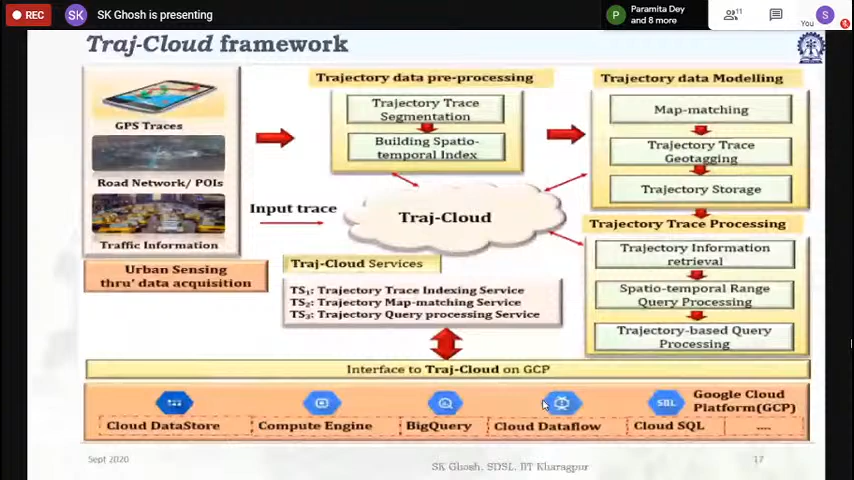 REC
SK
SK Ghosh is presenting
P
Paramita Dey
and 8 more
11
S
You
Traj-Cloud framework
GPS Traces
Road Network/ POIs
Traffic Information
Urban Sensing
thru' data acquisition
Input trace
Trajectory data pre-processing
Trajectory Trace
Segmentation
Building Spatio-
temporal Index
Traj-Cloud
Trajectory data Modelling
Map-matching
Trajectory Trace
Geotagging
Trajectory Storage
Trajectory Trace Processing
Trajectory Information
retrieval
Spatio-temporal Range
Query Processing
Trajectory-based Query
Processing
Traj-Cloud Services
TS₁: Trajectory Trace Indexing Service
TS₂: Trajectory Map-matching Service
TS₃: Trajectory Query processing Service
Interface to Traj-Cloud on GCP
SQL
Google Cloud
Platform(GCP)
Cloud DataStore
Compute Engine
BigQuery
Cloud Dataflow
Cloud SQL
....
Sept 2020
SK Ghosh, SDSL, IIT Kharagpur
17